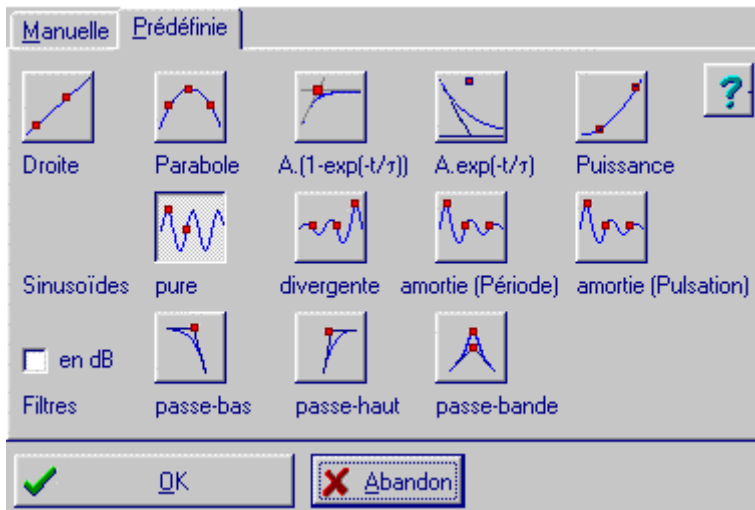 Manuelle Prédéfinie
?
Droite Parabole A.(1-exp(-t/τ)) A.exp(-t/τ) Puissance
Sinusoïdes pure divergente amortie (Période) amortie (Pulsation)
en dB
Filtres passe-bas passe-haut passe-bande
OK Abandon